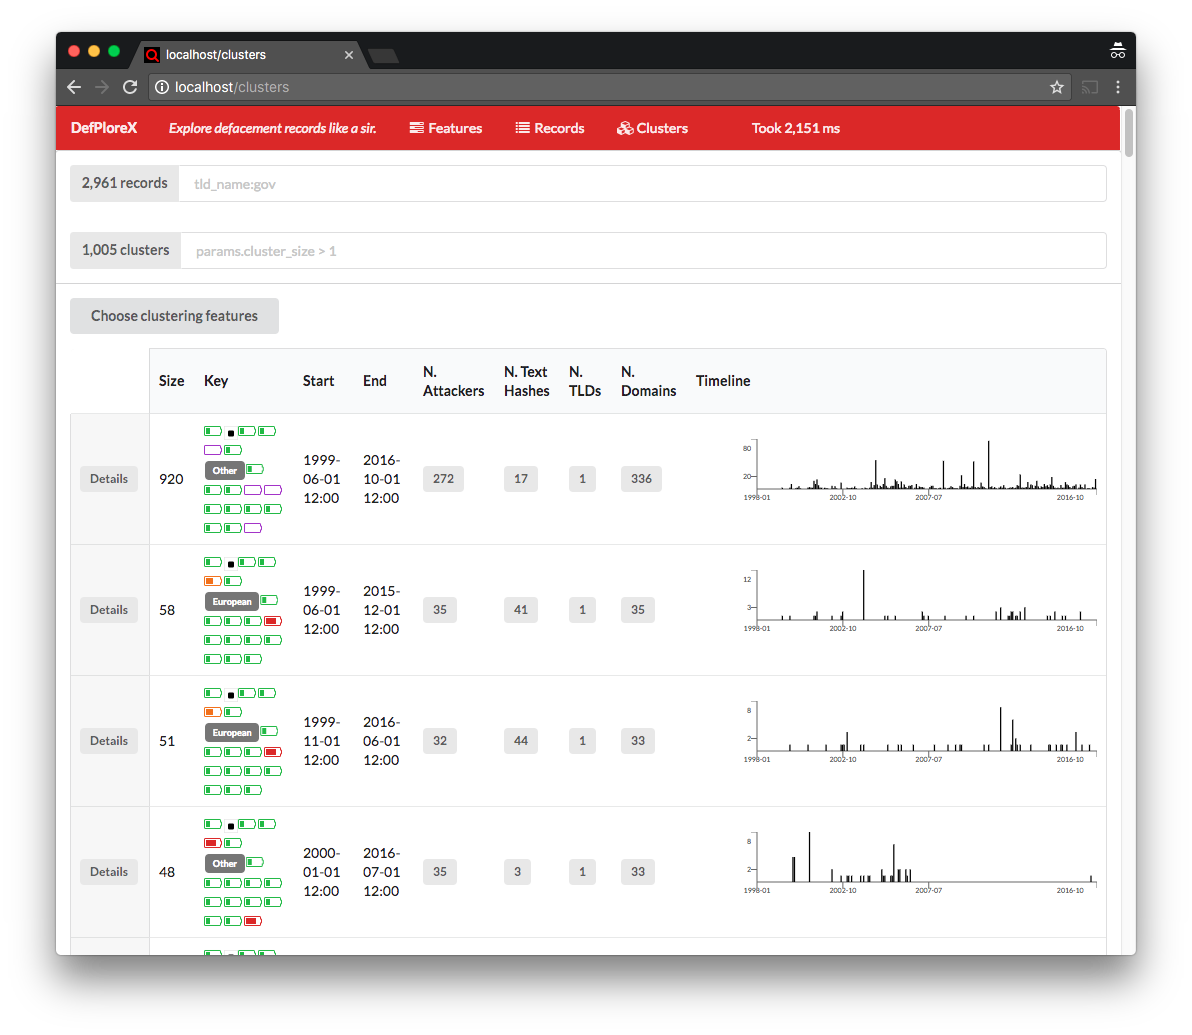 localhost/clusters
localhost/clusters
DefPloreX Explore defacement records like a sir. Features Records Clusters Took 2,151 ms
2,961 records tld_name:gov
1,005 clusters params.cluster_size > 1
Choose clustering features
Size Key Start End N. Attackers N. Text Hashes N. TLDs N. Domains Timeline
Details 920 Other 1999-06-01 12:00 2016-10-01 12:00 272 17 1 336
80
20
1998-01 2002-10 2007-07 2016-10
Details 58 European 1999-06-01 12:00 2015-12-01 12:00 35 41 1 35
12
3
1998-01 2002-10 2007-07 2016-10
Details 51 European 1999-11-01 12:00 2016-06-01 12:00 32 44 1 33
8
2
1998-01 2002-10 2007-07 2016-10
Details 48 Other 2000-01-01 12:00 2016-07-01 12:00 35 3 1 33
8
2
1998-01 2002-10 2007-07 2016-10